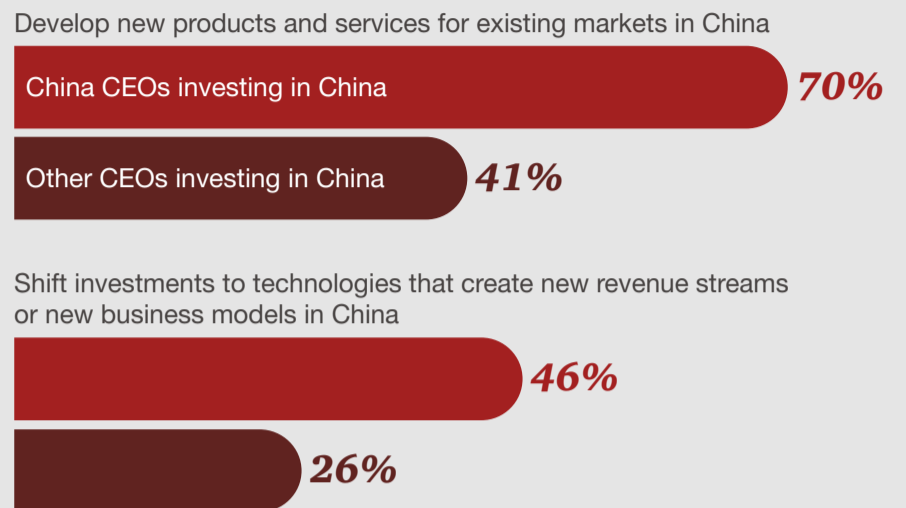 Develop new products and services for existing markets in China
China CEOs investing in China
70%
Other CEOs investing in China
41%
Shift investments to technologies that create new revenue streams
or new business models in China
46%
26%